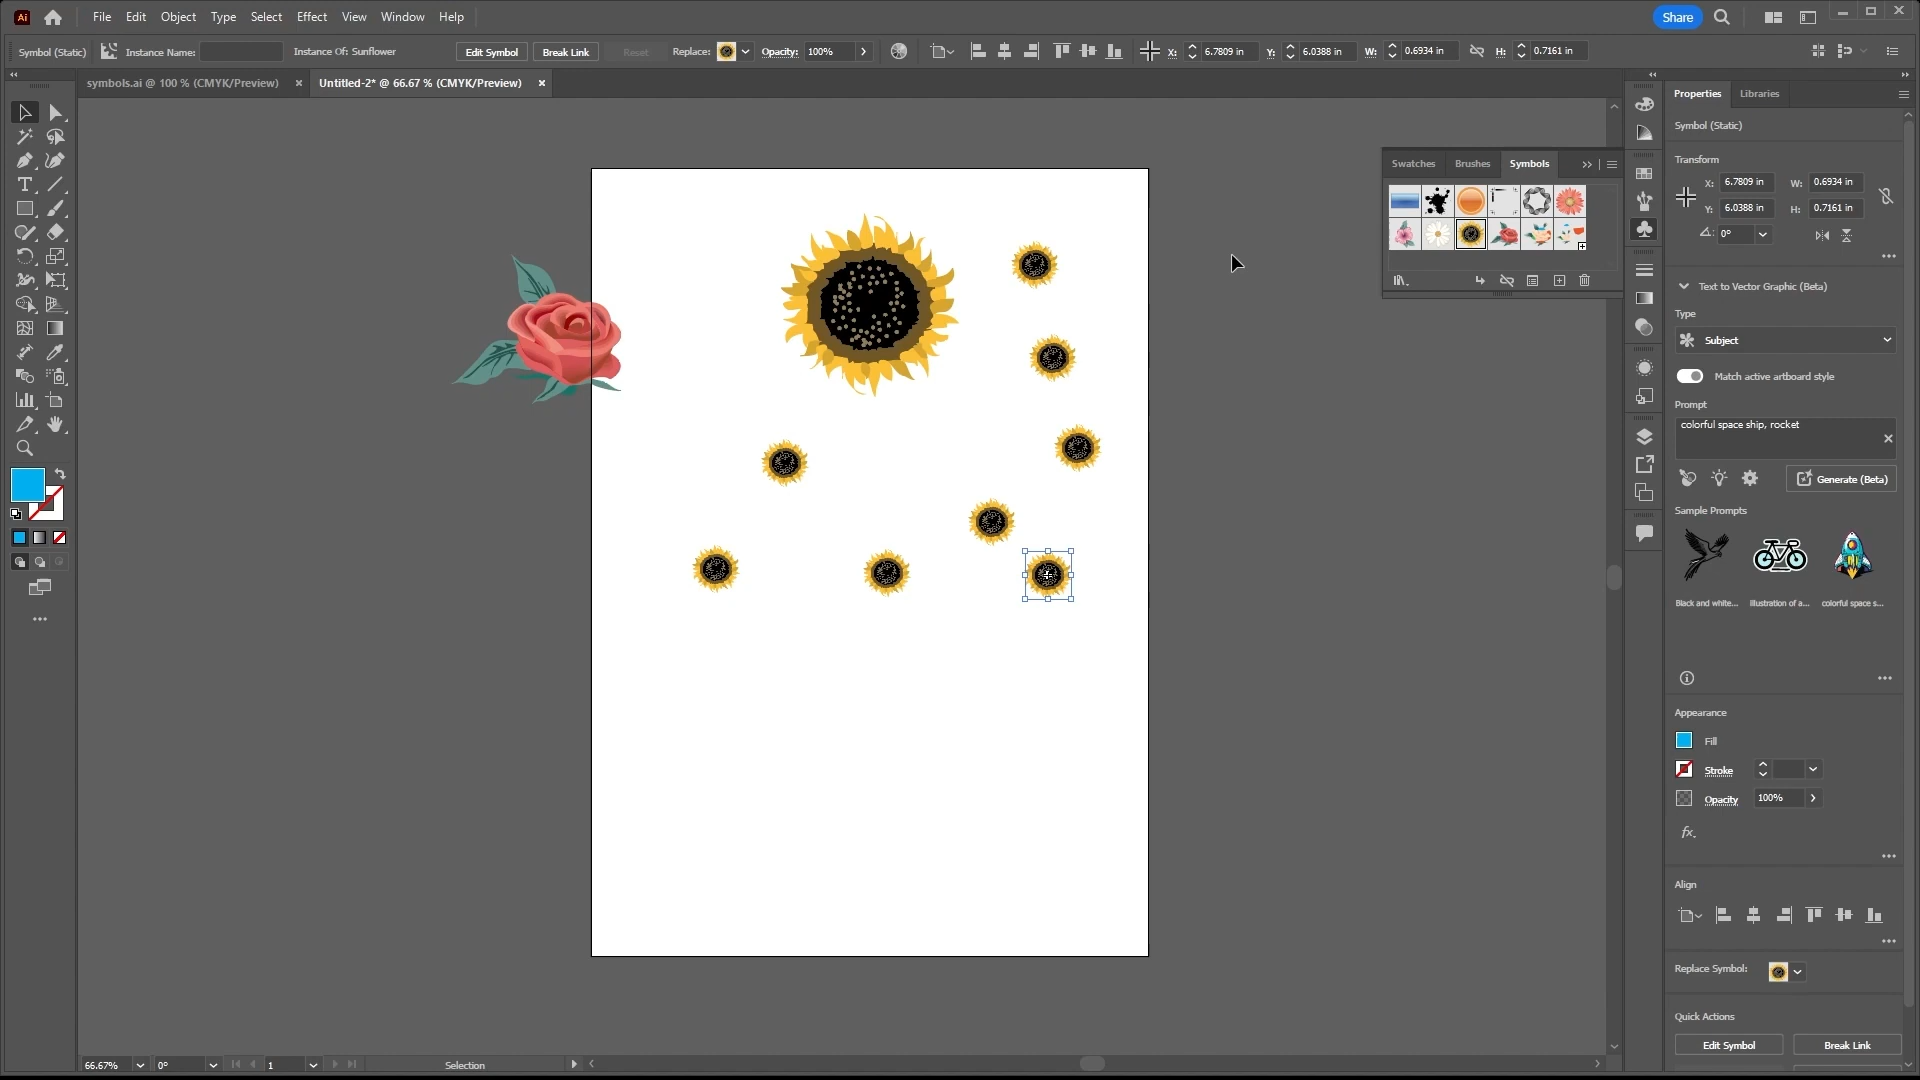 Ai File Edit Object Type Select Effect View Window Help Share
Symbol (Static) Instance Name: Instance Of: Sunflower Edit Symbol Break Link Reset Replace: Opacity: 100% X: 6.7809 in Y: 6.0388 in W: 0.6934 in H: 0.7161 in
symbols.ai @ 100 % (CMYK/Preview) × Untitled-2* @ 66.67 % (CMYK/Preview) ×
Swatches Brushes Symbols
Properties Libraries
Symbol (Static)
Transform
X: 6.7809 in W: 0.6934 in
Y: 6.0388 in H: 0.7161 in
0°
Text to Vector Graphic (Beta)
Type
Subject
Match active artboard style
Prompt
colorful space ship, rocket
Generate (Beta)
Sample Prompts
Black and white... Illustration of a... colorful space s...
Appearance
Fill
Stroke
Opacity 100%
fx.
Align
Replace Symbol:
Quick Actions
Edit Symbol Break Link
66.67% 0° 1 Selection